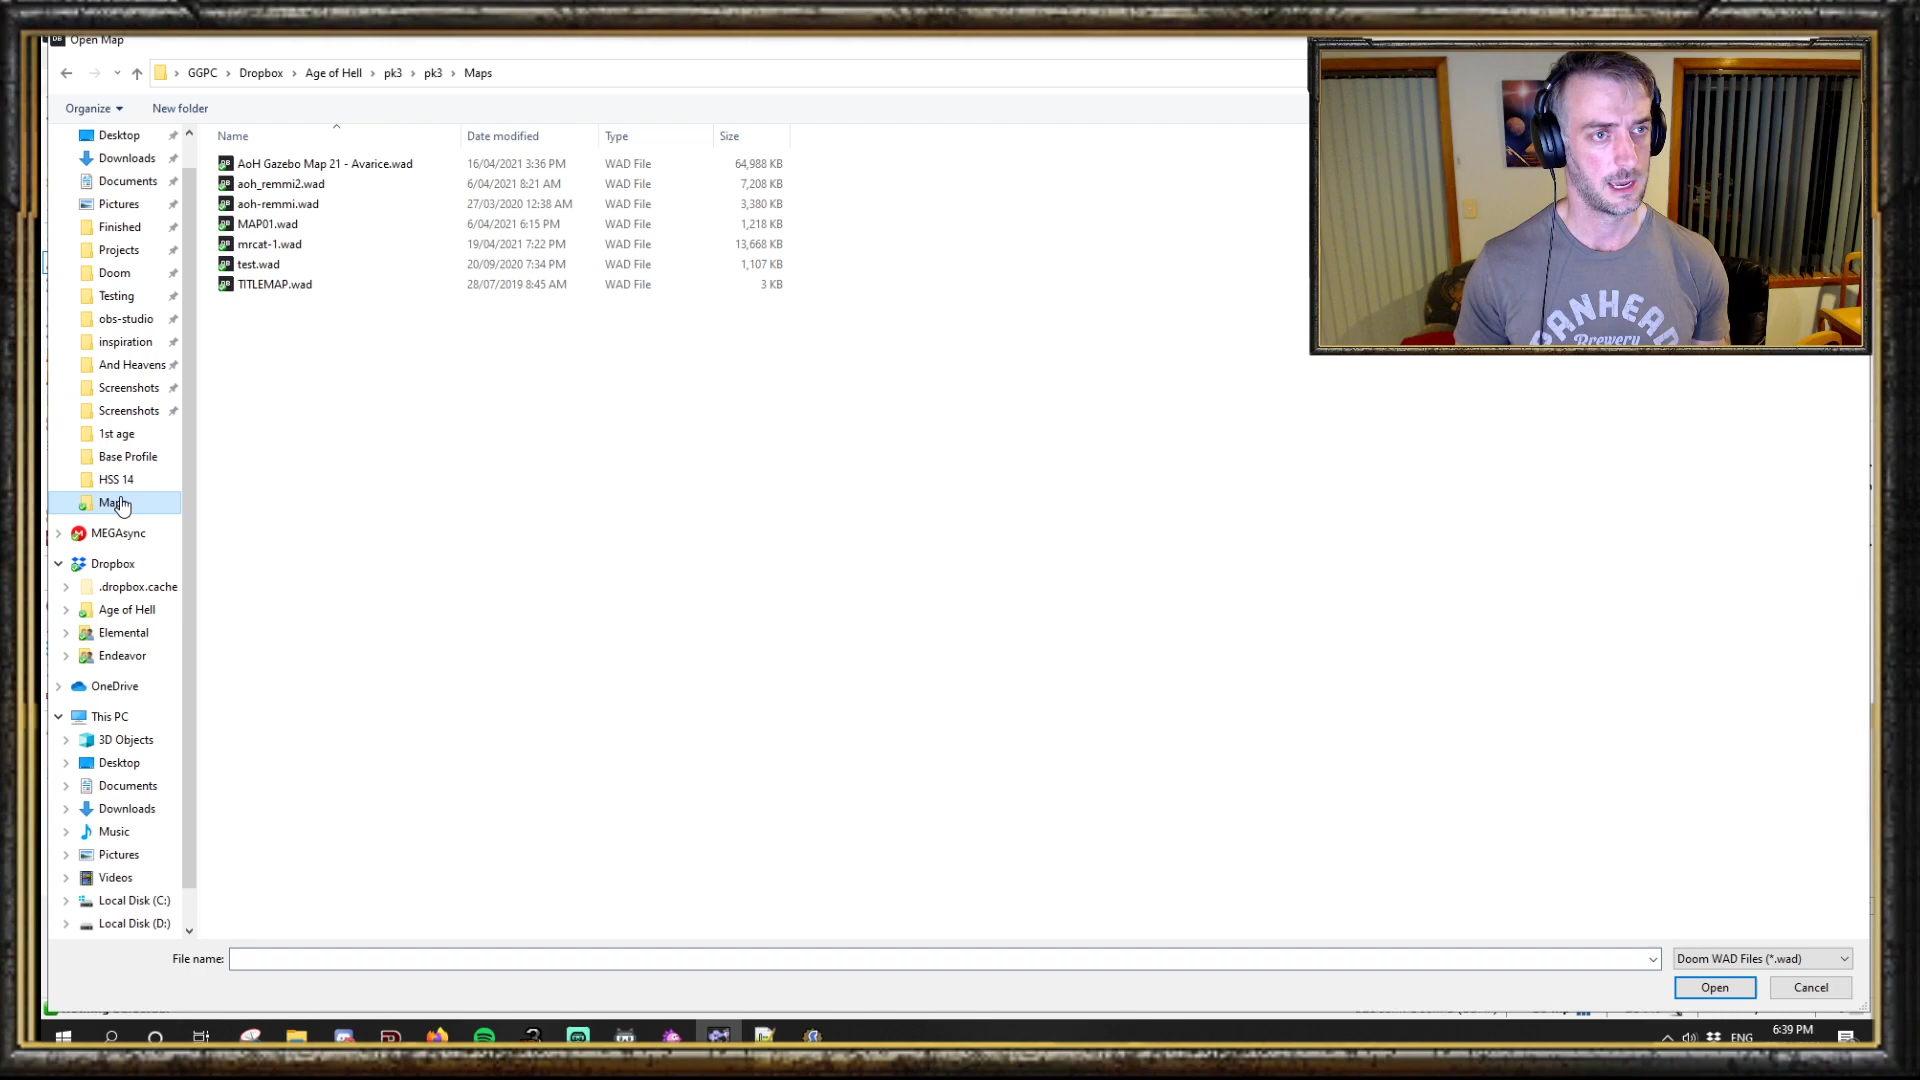 Open Map
GGPC > Dropbox > Age of Hell > pk3 > pk3 > Maps
Organize
New folder
Name
Date modified
Type
Size
AoH Gazebo Map 21 - Avarice.wad 16/04/2021 3:36 PM WAD File 64,988 KB
aoh_remmi2.wad 6/04/2021 8:21 AM WAD File 7,208 KB
aoh-remmi.wad 27/03/2020 12:38 AM WAD File 3,380 KB
MAP01.wad 6/04/2021 6:15 PM WAD File 1,218 KB
mrcat-1.wad 19/04/2021 7:22 PM WAD File 13,668 KB
test.wad 20/09/2020 7:34 PM WAD File 1,107 KB
TITLEMAP.wad 28/07/2019 8:45 AM WAD File 3 KB
Desktop
Downloads
Documents
Pictures
Finished
Projects
Doom
Testing
obs-studio
inspiration
And Heavens
Screenshots
Screenshots
1st age
Base Profile
HSS 14
MEGAsync
Dropbox
.dropbox.cache
Age of Hell
Elemental
Endeavor
OneDrive
This PC
3D Objects
Desktop
Documents
Downloads
Music
Pictures
Videos
Local Disk (C:)
Local Disk (D:)
File name:
Doom WAD Files (*.wad)
Open
Cancel
ENG
6:39 PM
PANHEAD
Brewery